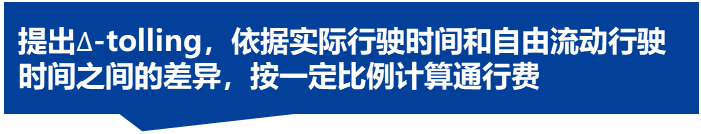 提出Δ-tolling，依据实际行驶时间和自由流动行驶
时间之间的差异，按一定比例计算通行费